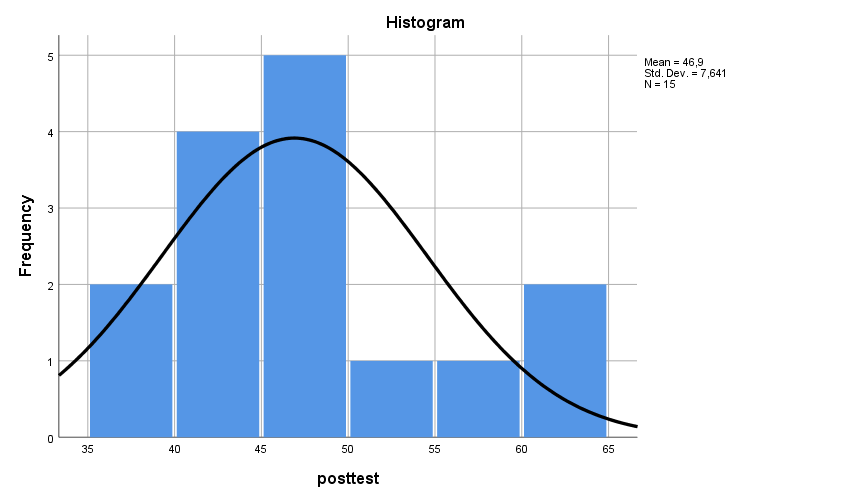 Histogram
Mean = 46,9
Std. Dev. = 7,641
N = 15
Frequency
5
4
3
2
1
0
35 40 45 50 55 60 65
posttest